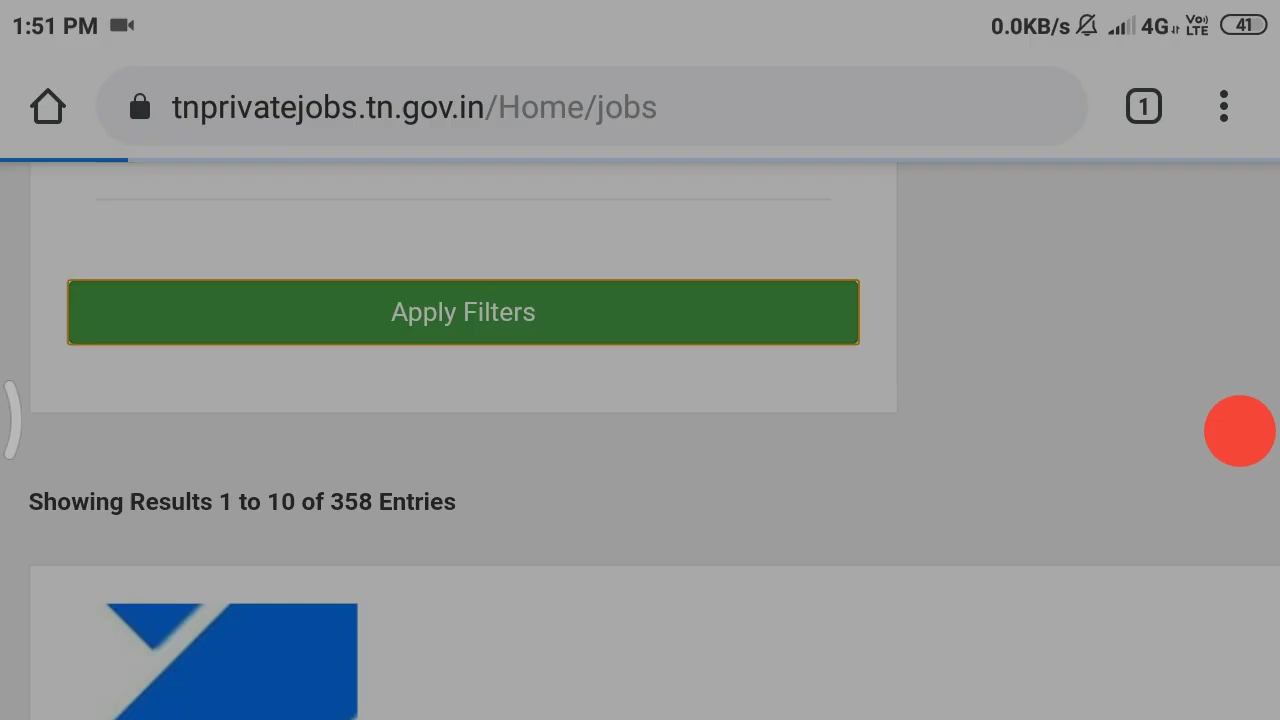 1:51 PM 0.0KB/s 4G Vo) LTE 41
tnprivatejobs.tn.gov.in/Home/jobs 1
Apply Filters
Showing Results 1 to 10 of 358 Entries